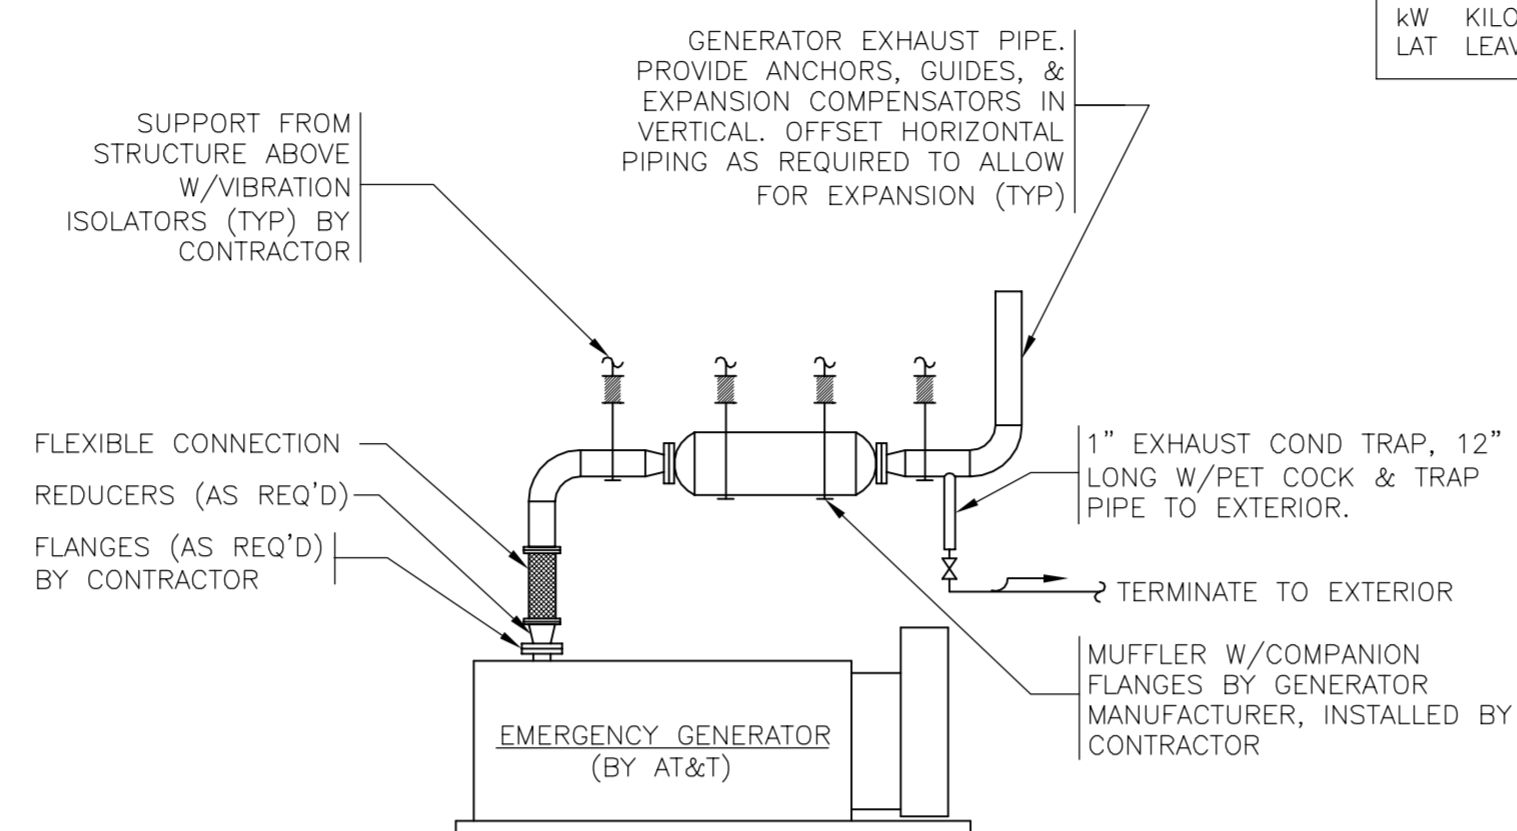 kW KILO
LAT LEAV
GENERATOR EXHAUST PIPE.
PROVIDE ANCHORS, GUIDES, &
EXPANSION COMPENSATORS IN
VERTICAL. OFFSET HORIZONTAL
PIPING AS REQUIRED TO ALLOW
FOR EXPANSION (TYP)
SUPPORT FROM
STRUCTURE ABOVE
W/VIBRATION
ISOLATORS (TYP) BY
CONTRACTOR
FLEXIBLE CONNECTION
REDUCERS (AS REQ'D)
FLANGES (AS REQ'D)
BY CONTRACTOR
1" EXHAUST COND TRAP, 12"
LONG W/PET COCK & TRAP
PIPE TO EXTERIOR.
TERMINATE TO EXTERIOR
MUFFLER W/COMPANION
FLANGES BY GENERATOR
MANUFACTURER, INSTALLED BY
CONTRACTOR
EMERGENCY GENERATOR
(BY AT&T)